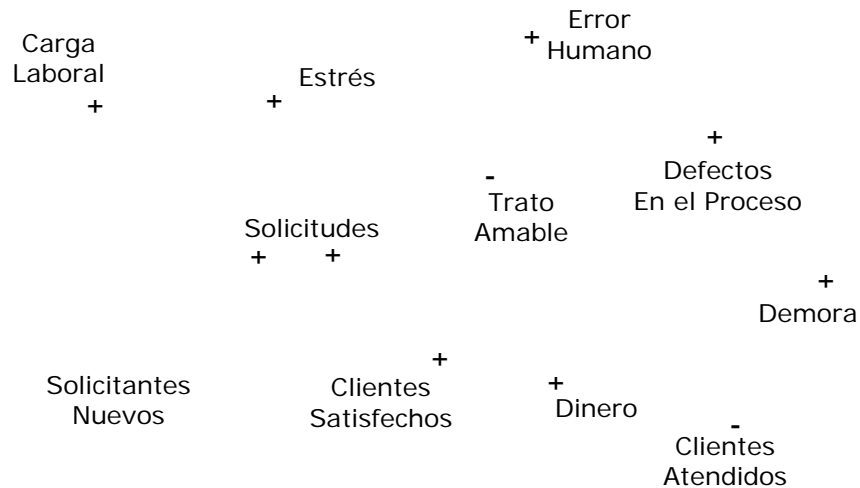 Error
+
Humano
Carga
Laboral
Estrés
+
+
+
Defectos
En el Proceso
-
Trato
Amable
Solicitudes
+
+
+
Demora
+
Solicitantes
Nuevos
Clientes
Satisfechos
+
Dinero
-
Clientes
Atendidos